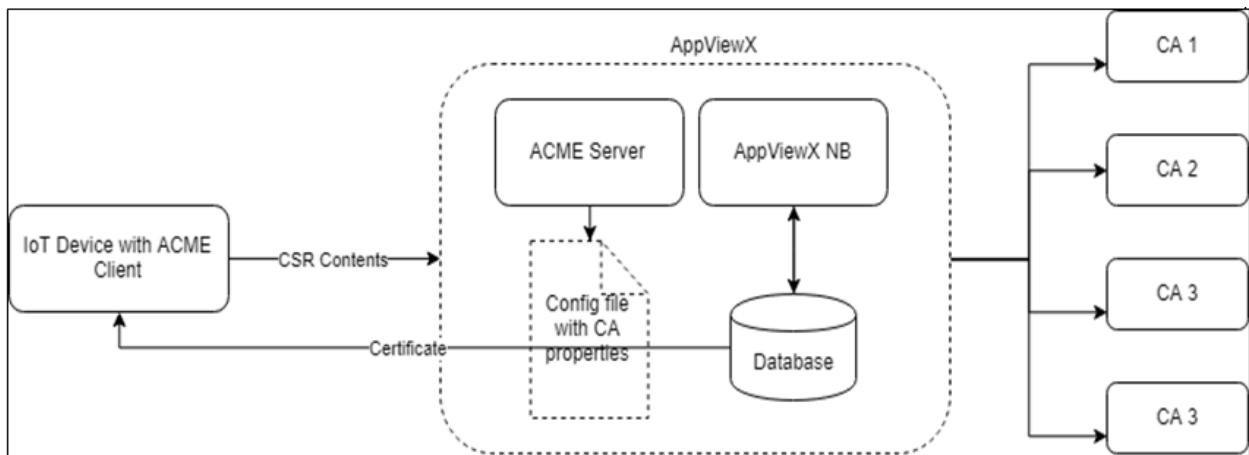 AppViewX
CA 1
ACME Server
AppViewX NB
CA 2
IoT Device with ACME
Client
CSR Contents
Config file
with CA
properties
CA 3
Certificate
Database
CA 3